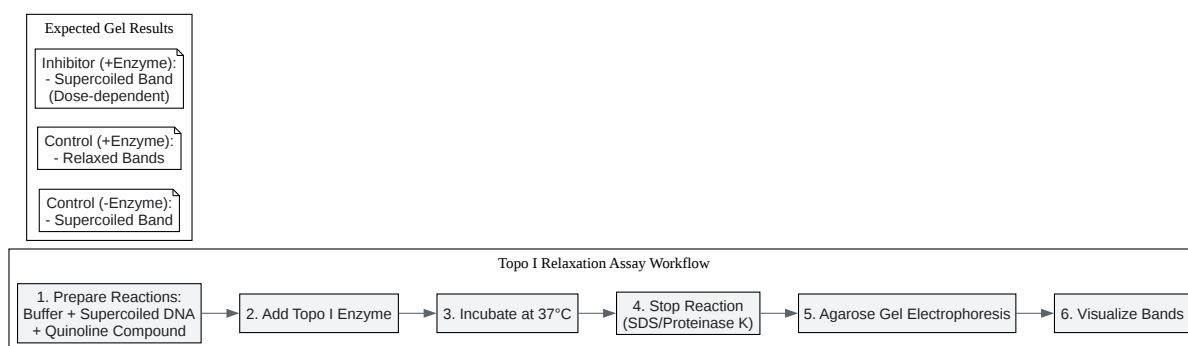 Expected Gel Results
Inhibitor (+Enzyme):
- Supercoiled Band
(Dose-dependent)
Control (+Enzyme):
- Relaxed Bands
Control (-Enzyme):
- Supercoiled Band
Topo I Relaxation Assay Workflow
1. Prepare Reactions:
Buffer + Supercoiled DNA
+ Quinoline Compound
2. Add Topo I Enzyme
3. Incubate at 37°C
4. Stop Reaction
(SDS/Proteinase K)
5. Agarose Gel Electrophoresis
6. Visualize Bands